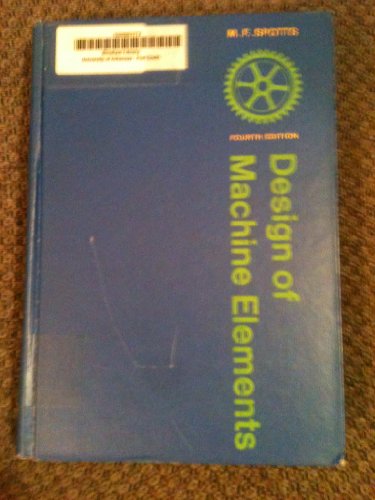 M. F. SPOTTS
FOURTH EDITION
Design of
Machine Elements